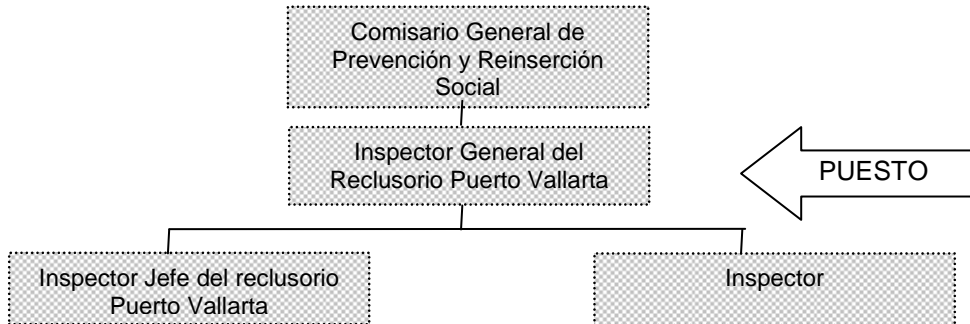 Comisario General de
Prevención y Reinserción
Social
Inspector General del
Reclusorio Puerto Vallarta
PUESTO
Inspector Jefe del reclusorio
Puerto Vallarta
Inspector